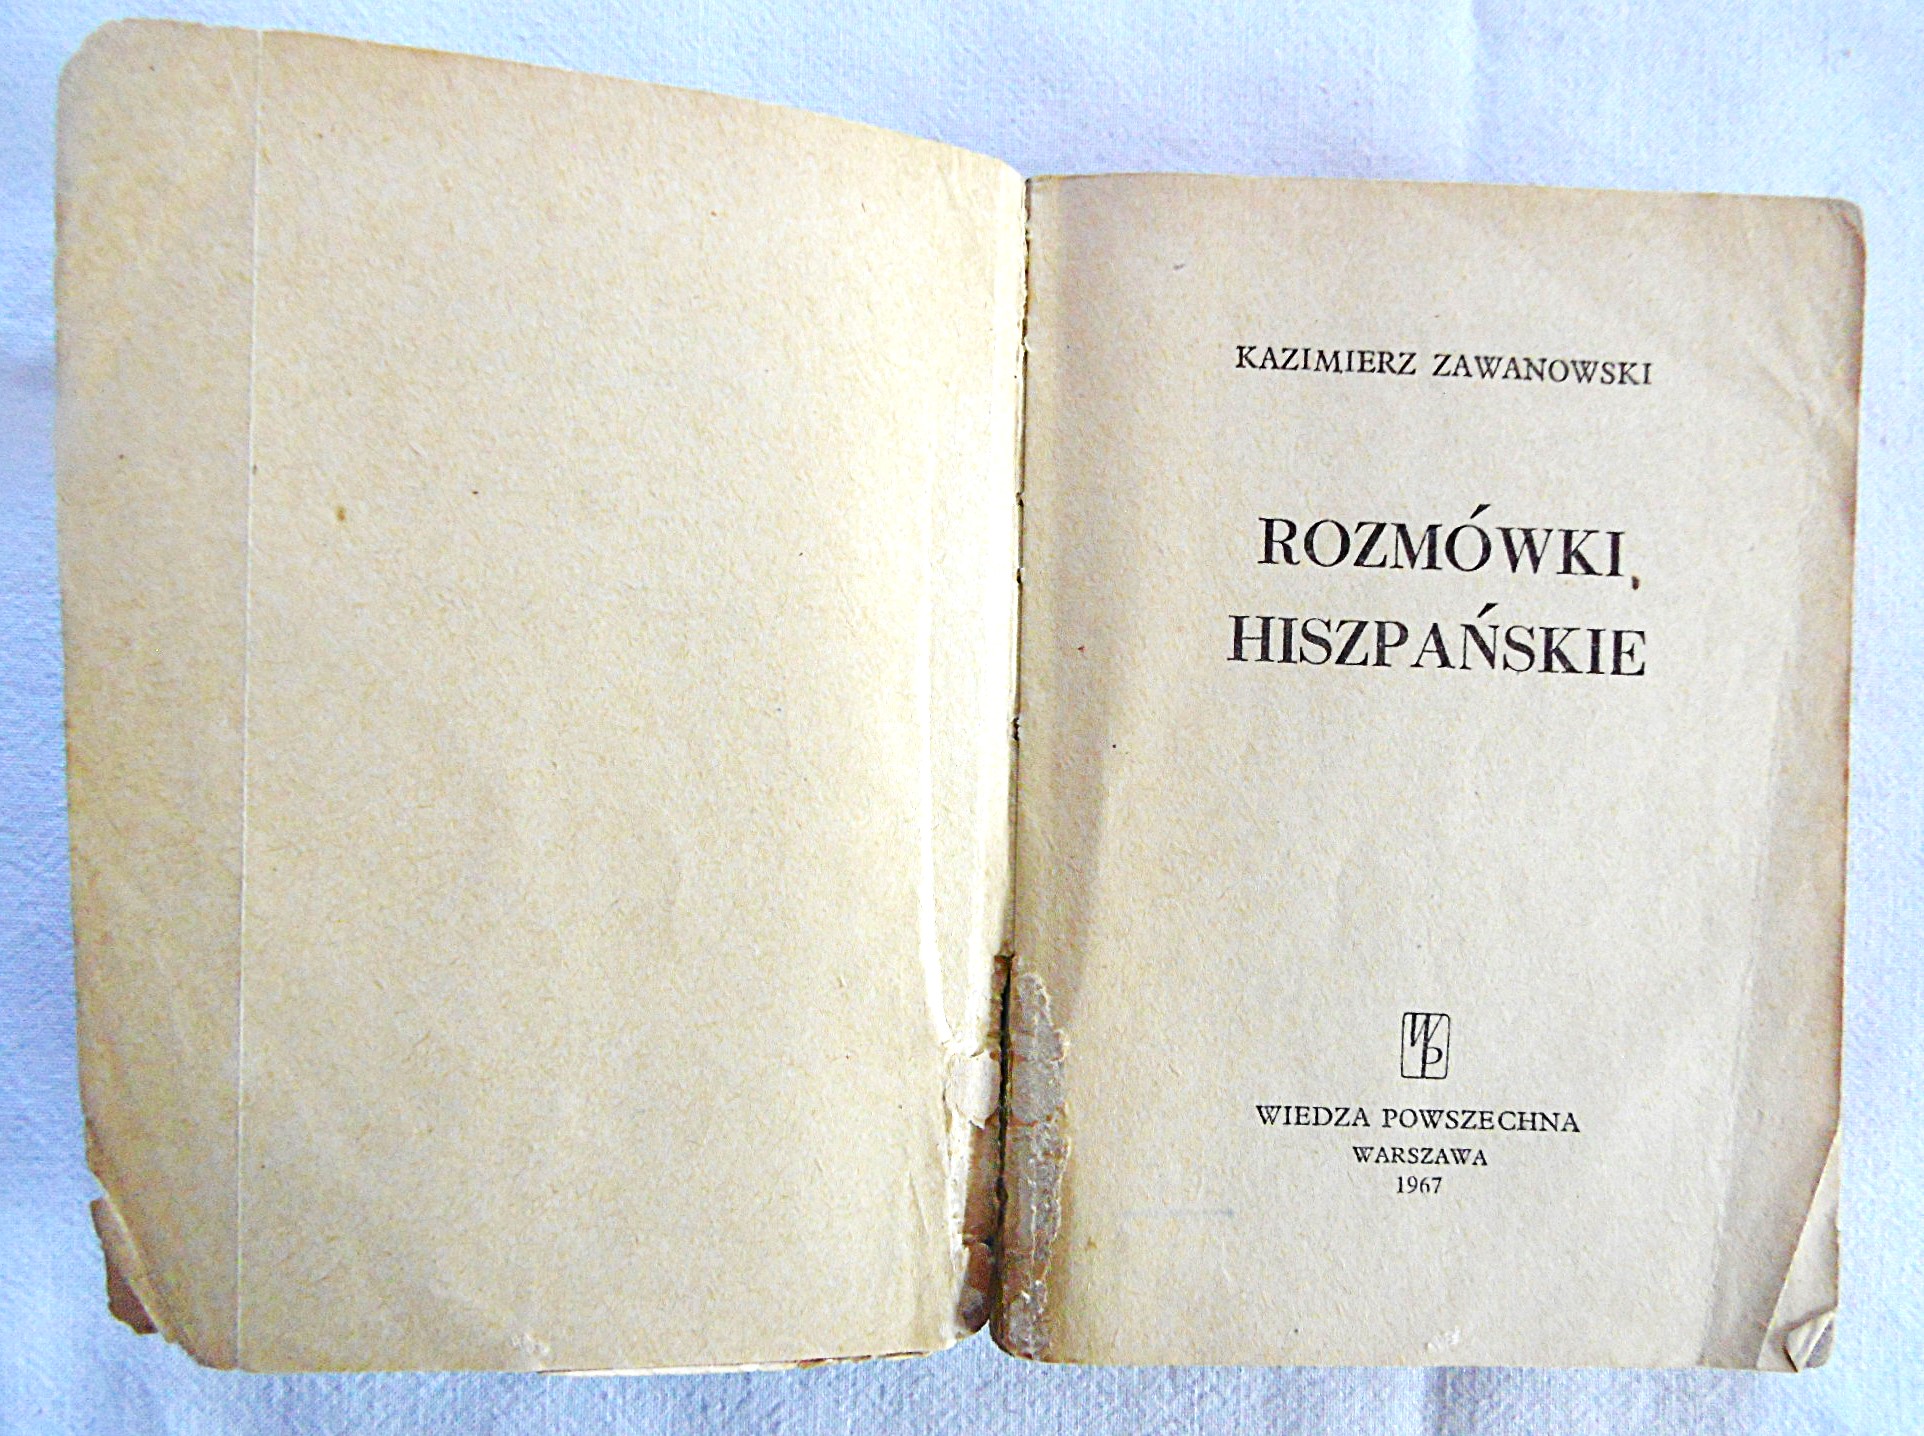 KAZIMIERZ ZAWANOWSKI
ROZMÓWKI
HISZPAŃSKIE
WP
WIEDZA POWSZECHNA
WARSZAWA
1967